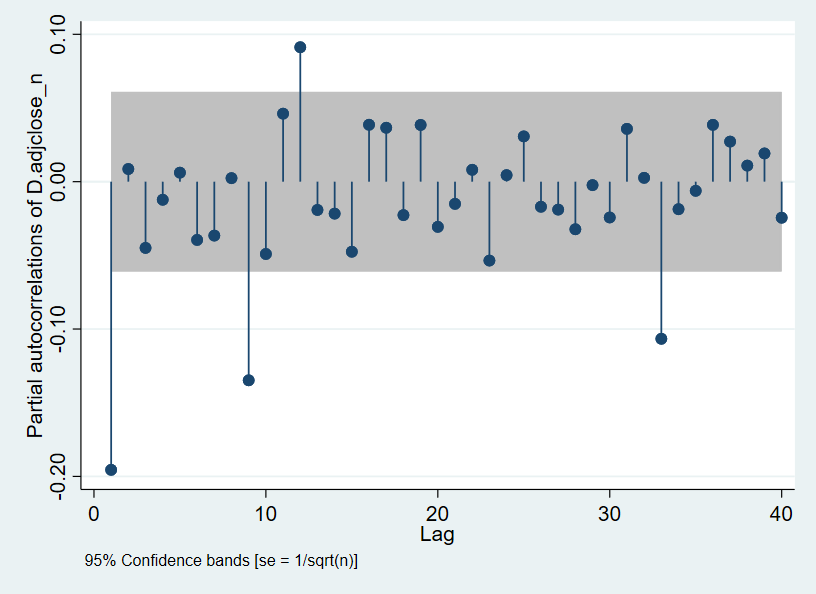 Partial autocorrelations of D.adjclose_n
0.10
0.00
-0.10
-0.20
0 10 20 30 40
Lag
95% Confidence bands [se = 1/sqrt(n)]